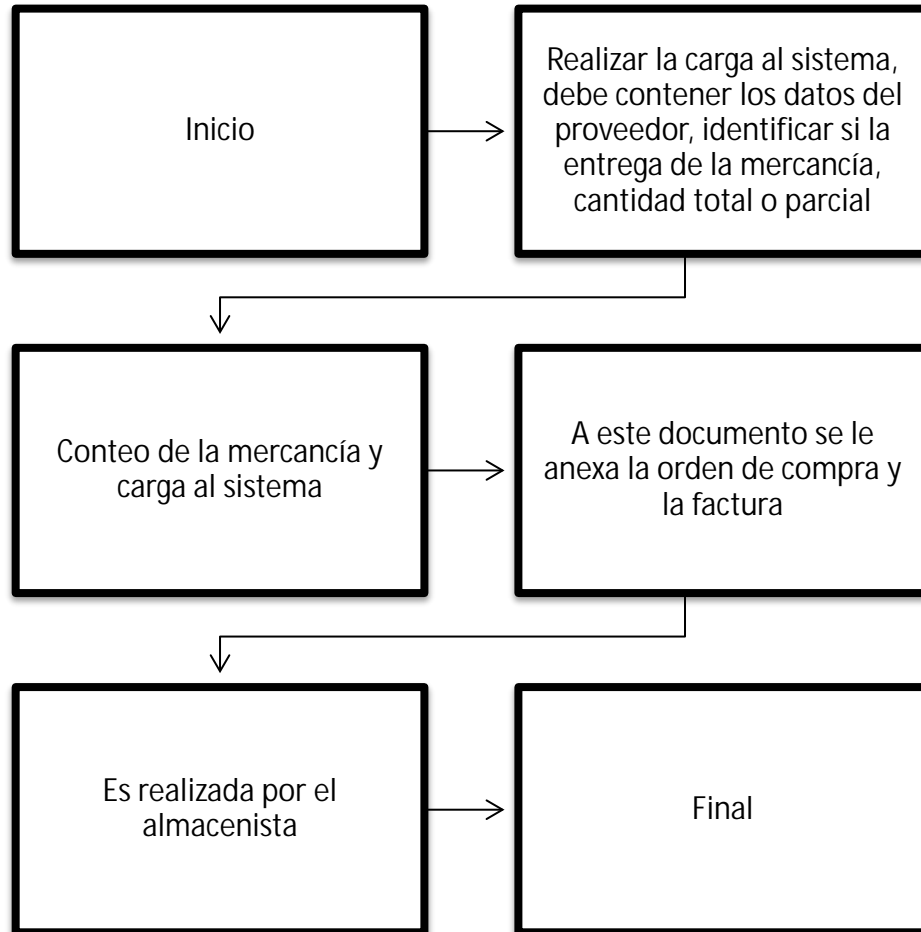 Inicio
Realizar la carga al sistema,
debe contener los datos del
proveedor, identificar si la
entrega de la mercancía,
cantidad total o parcial
Conteo de la mercancía y
carga al sistema
A este documento se le
anexa la orden de compra y
la factura
Es realizada por el
almacenista
Final